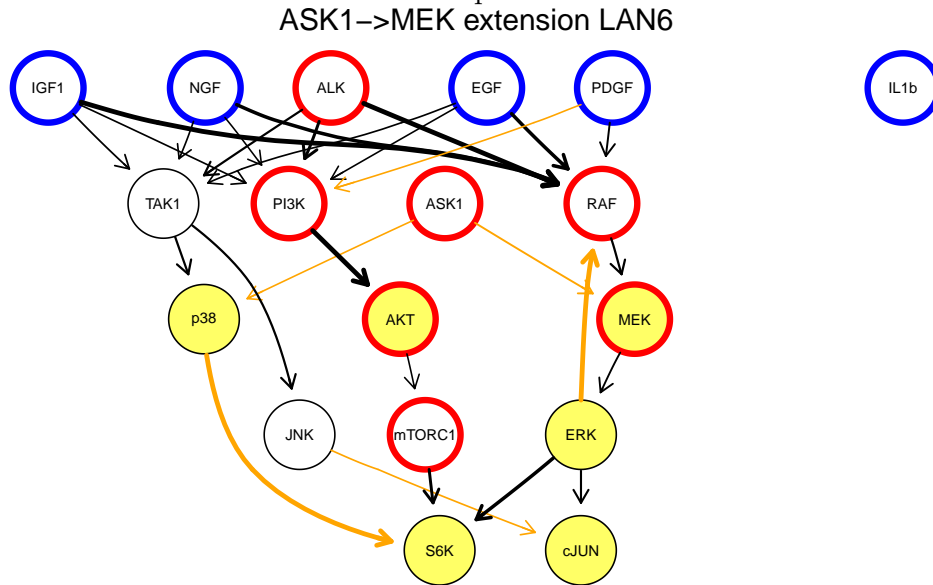 ASK1->MEK extension LAN6
IGF1
NGF
ALK
EGF
PDGF
IL1b
TAK1
PI3K
ASK1
RAF
p38
AKT
MEK
JNK
mTORC1
ERK
S6K
cJUN